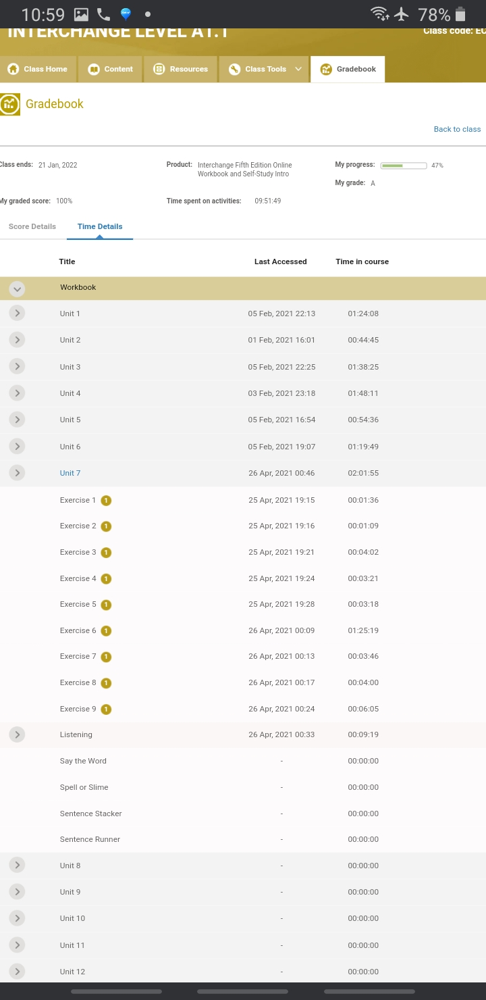 10:59 78%
INTERCHANGE LEVEL A1.1 Class code: EC
Class Home Content Resources Class Tools Gradebook
Gradebook
Back to class
Class ends: 21 Jan, 2022 Product: Interchange Fifth Edition Online My progress: 47%
Workbook and Self-Study Intro
My grade: A
My graded score: 100% Time spent on activities: 09:51:49
Score Details Time Details
Title Last Accessed Time in course
Workbook
Unit 1 05 Feb, 2021 22:13 01:24:08
Unit 2 01 Feb, 2021 16:01 00:44:45
Unit 3 05 Feb, 2021 22:25 01:38:25
Unit 4 03 Feb, 2021 23:18 01:48:11
Unit 5 05 Feb, 2021 16:54 00:54:36
Unit 6 05 Feb, 2021 19:07 01:19:49
Unit 7 26 Apr, 2021 00:46 02:01:55
Exercise 1 1 25 Apr, 2021 19:15 00:01:36
Exercise 2 1 25 Apr, 2021 19:16 00:01:09
Exercise 3 1 25 Apr, 2021 19:21 00:04:02
Exercise 4 1 25 Apr, 2021 19:24 00:03:21
Exercise 5 1 25 Apr, 2021 19:28 00:03:18
Exercise 6 1 26 Apr, 2021 00:09 01:25:19
Exercise 7 1 26 Apr, 2021 00:13 00:03:46
Exercise 8 1 26 Apr, 2021 00:17 00:04:00
Exercise 9 1 26 Apr, 2021 00:24 00:06:05
Listening 26 Apr, 2021 00:33 00:09:19
Say the Word - 00:00:00
Spell or Slime - 00:00:00
Sentence Stacker - 00:00:00
Sentence Runner - 00:00:00
Unit 8 - 00:00:00
Unit 9 - 00:00:00
Unit 10 - 00:00:00
Unit 11 - 00:00:00
Unit 12 - 00:00:00